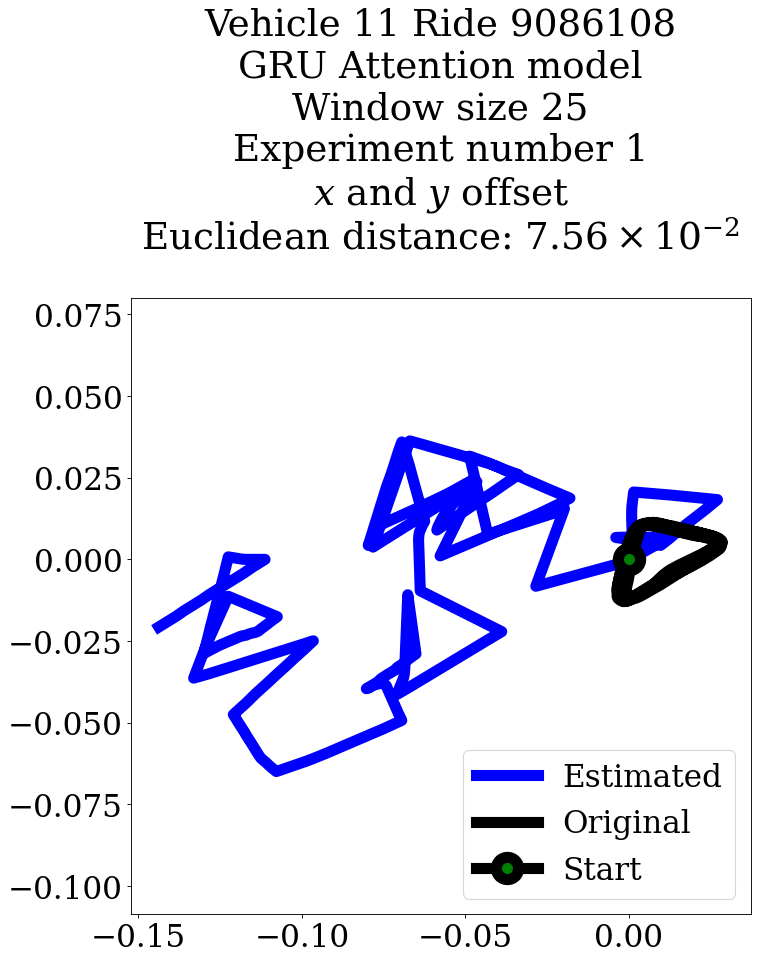 Vehicle 11 Ride 9086108
GRU Attention model
Window size 25
Experiment number 1
x and y offset
Euclidean distance: 7.56 × 10⁻²
0.075
0.050
0.025
0.000
−0.025
−0.050
−0.075
−0.100
−0.15
−0.10
−0.05
0.00
Estimated
Original
Start